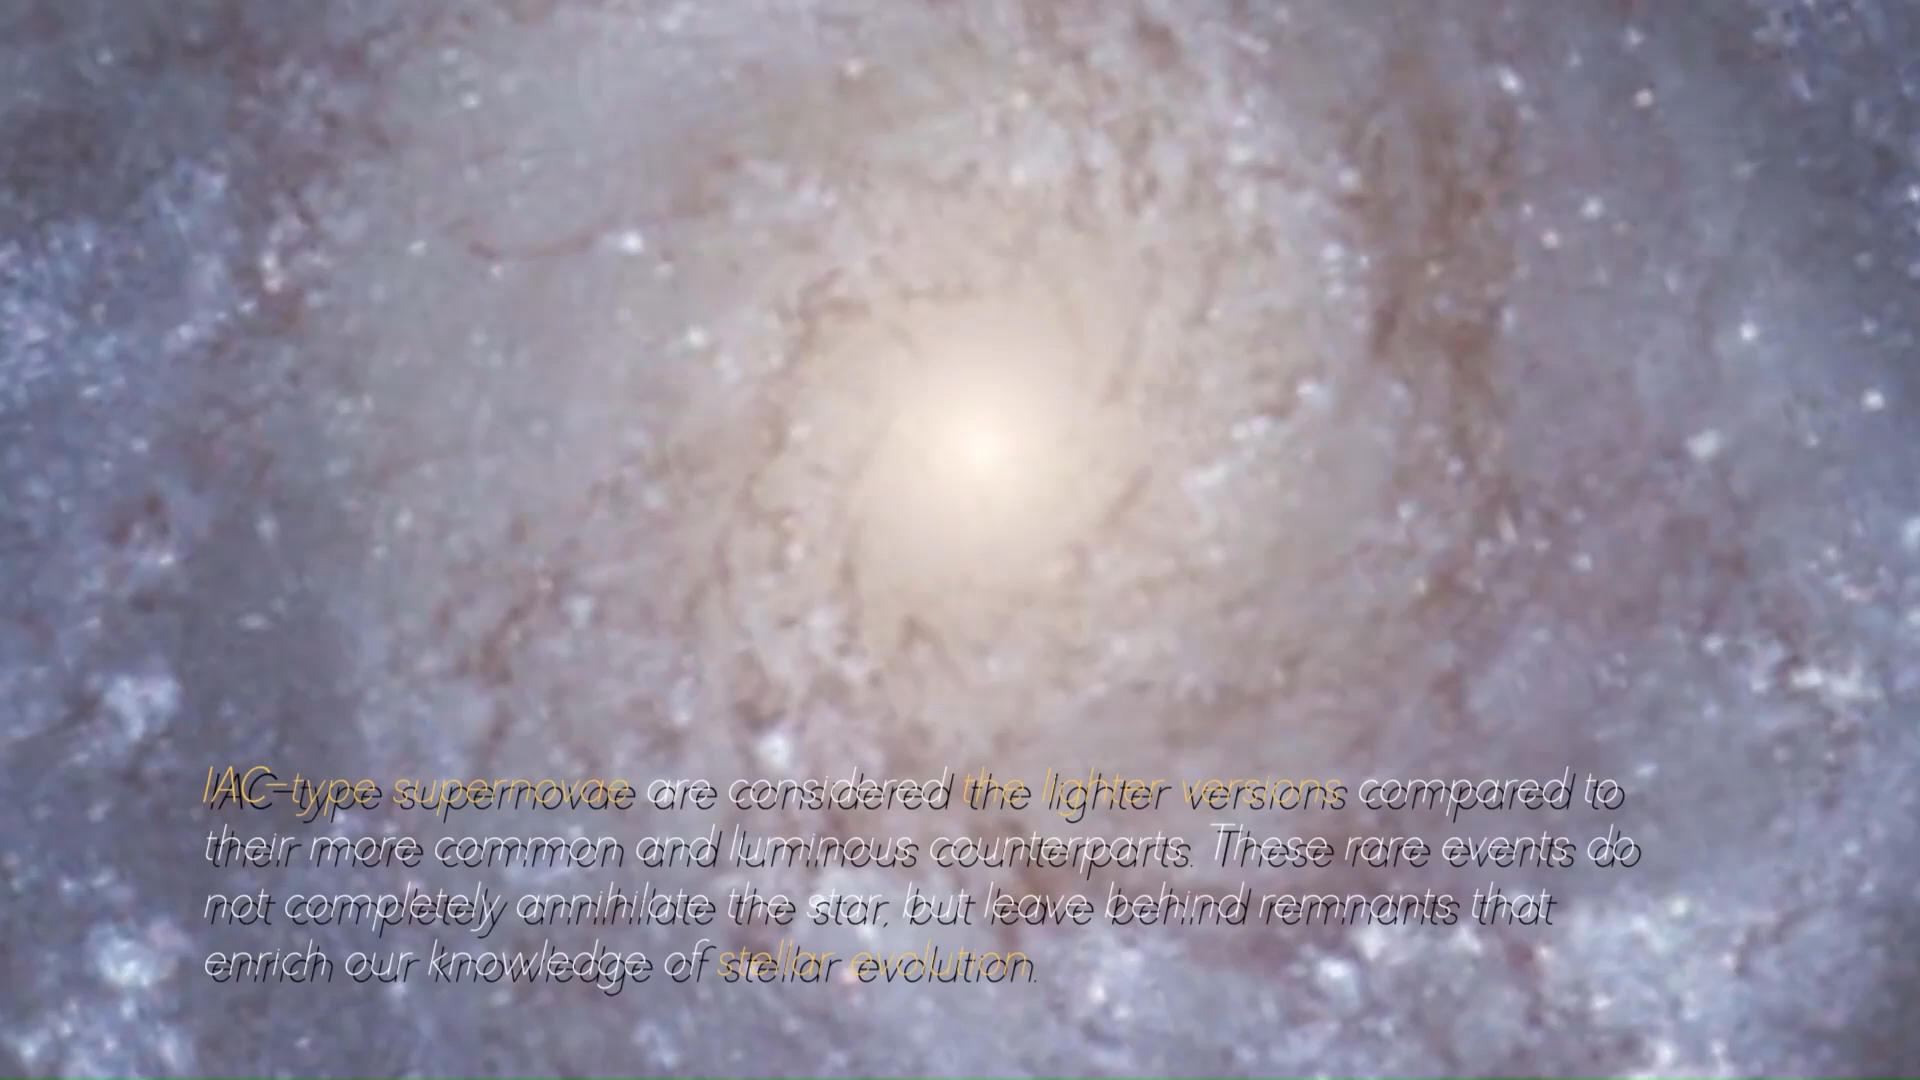 IAC-type supernovae are considered the lighter versions compared to
their more common and luminous counterparts. These rare events do
not completely annihilate the star, but leave behind remnants that
enrich our knowledge of stellar evolution.